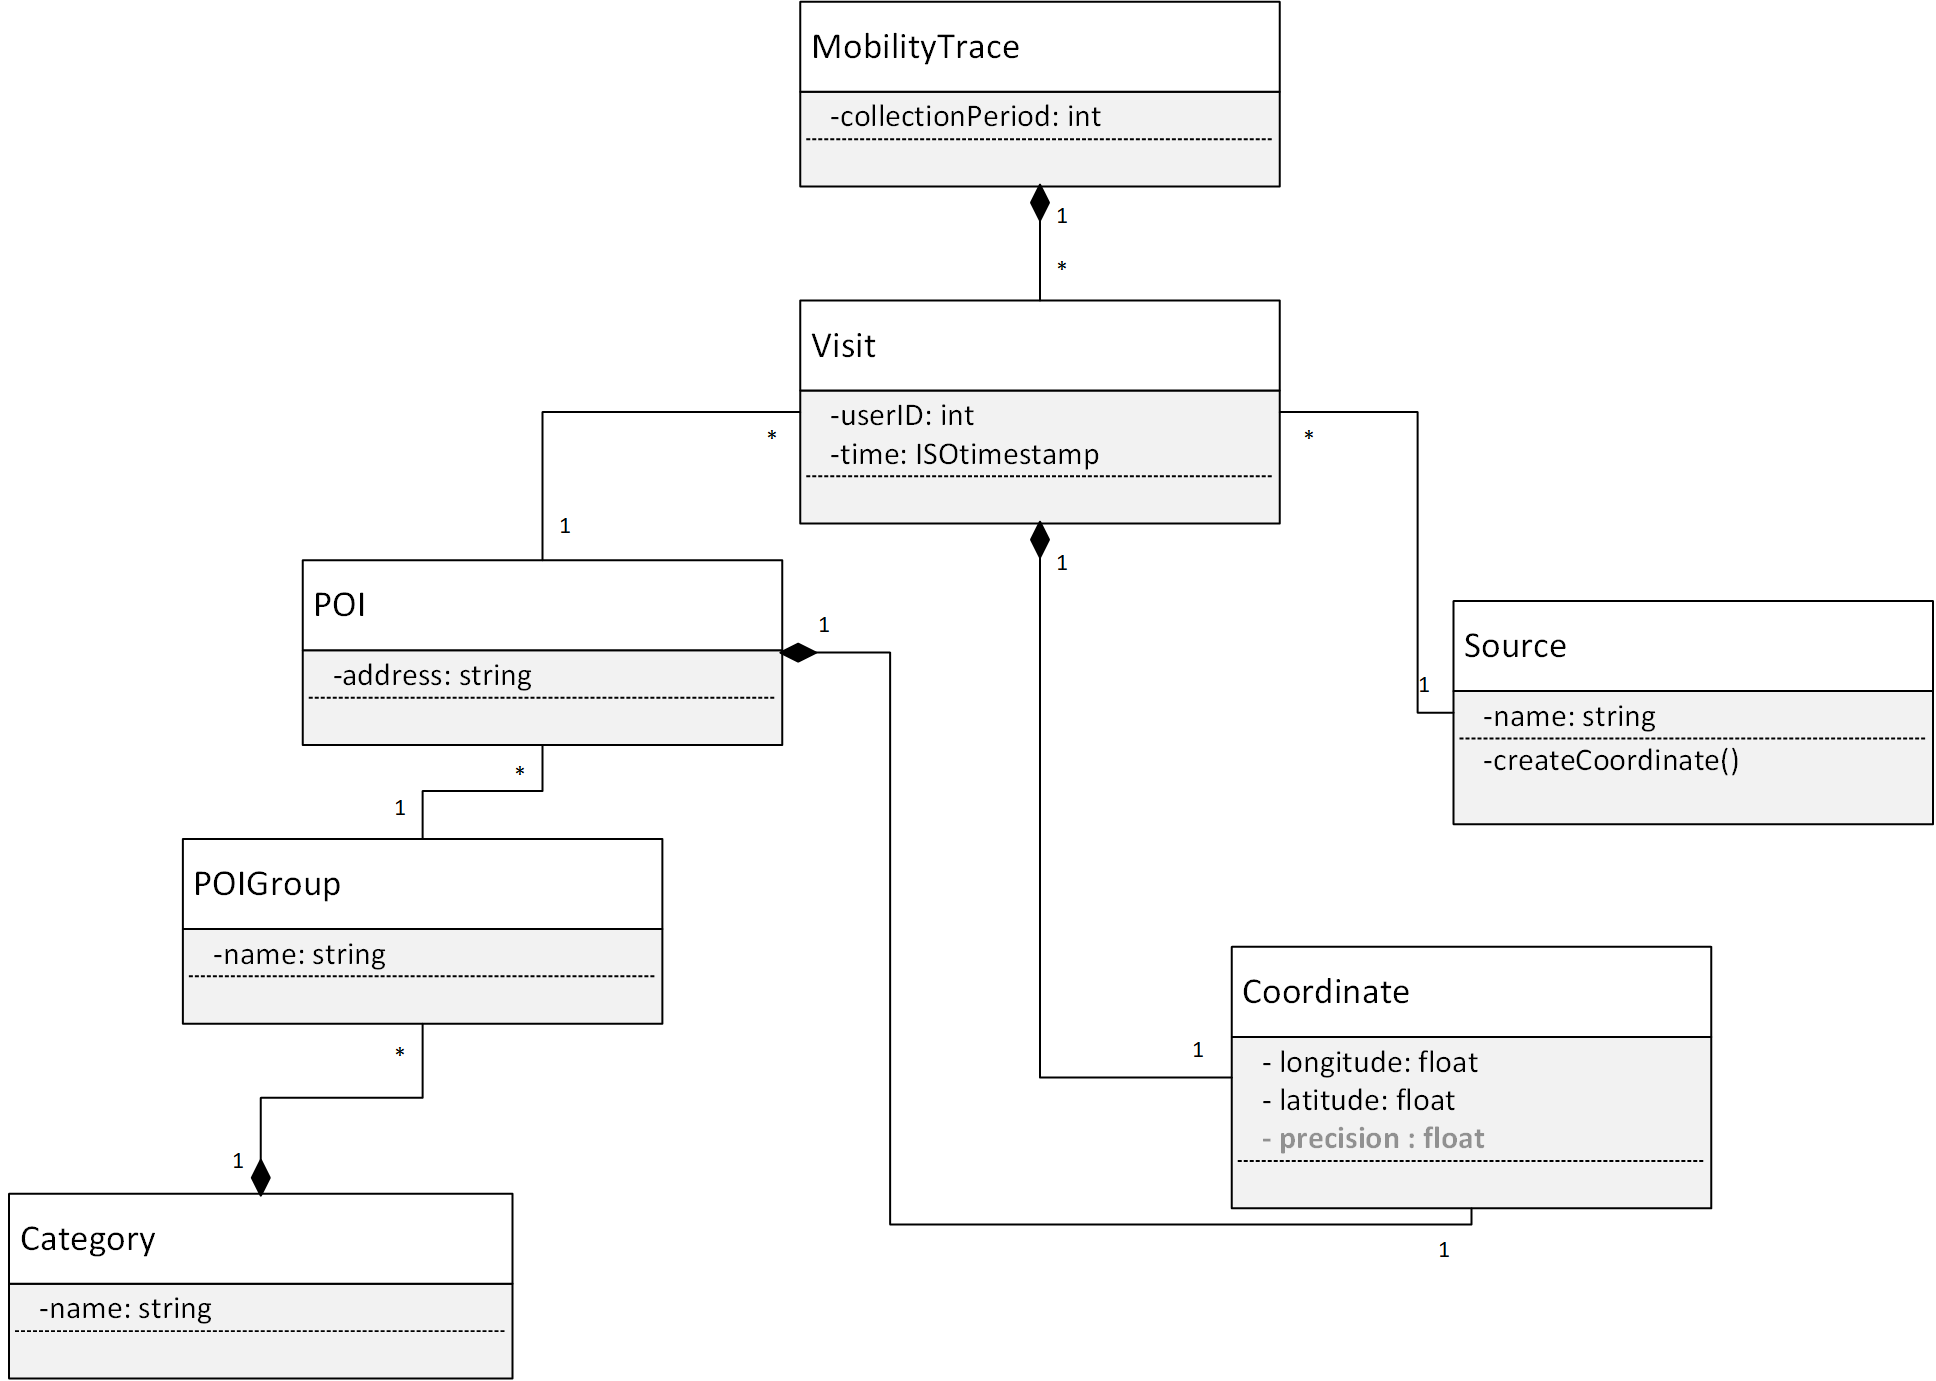 MobilityTrace
-collectionPeriod: int
1
*
Visit
-userID: int
-time: ISOtimestamp
*
*
1
1
POI
-address: string
1
Source
-name: string
-createCoordinate()
1
*
1
POIGroup
-name: string
*
Coordinate
- longitude: float
- latitude: float
- precision : float
1
1
1
Category
-name: string